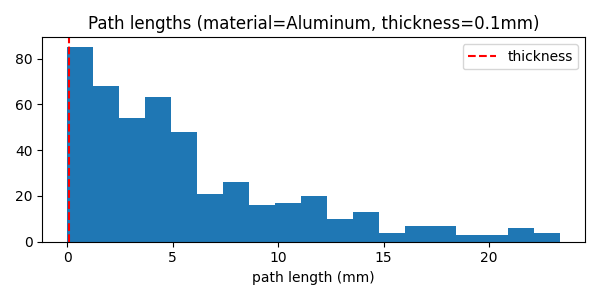 Path lengths (material=Aluminum, thickness=0.1mm)
thickness
80
60
40
20
0
0 5 10 15 20
path length (mm)